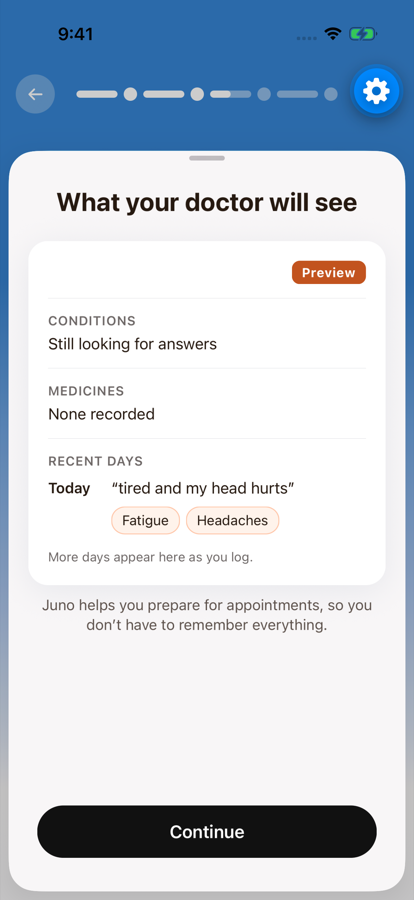 9:41
What your doctor will see
Preview
CONDITIONS
Still looking for answers
MEDICINES
None recorded
RECENT DAYS
Today “tired and my head hurts”
Fatigue Headaches
More days appear here as you log.
Juno helps you prepare for appointments, so you
don’t have to remember everything.
Continue